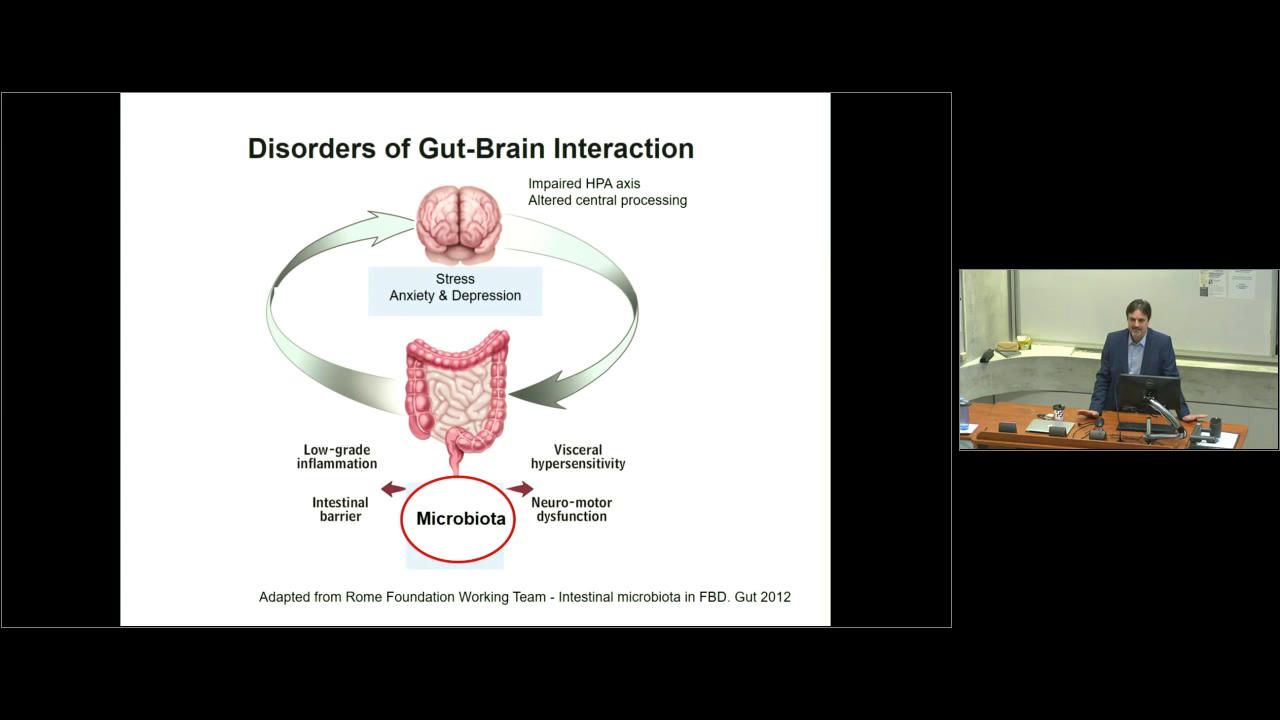 Disorders of Gut-Brain Interaction
Impaired HPA axis
Altered central processing
Stress
Anxiety & Depression
Low-grade
inflammation
Visceral
hypersensitivity
Intestinal
barrier
Neuro-motor
dysfunction
Microbiota
Adapted from Rome Foundation Working Team - Intestinal microbiota in FBD. Gut 2012